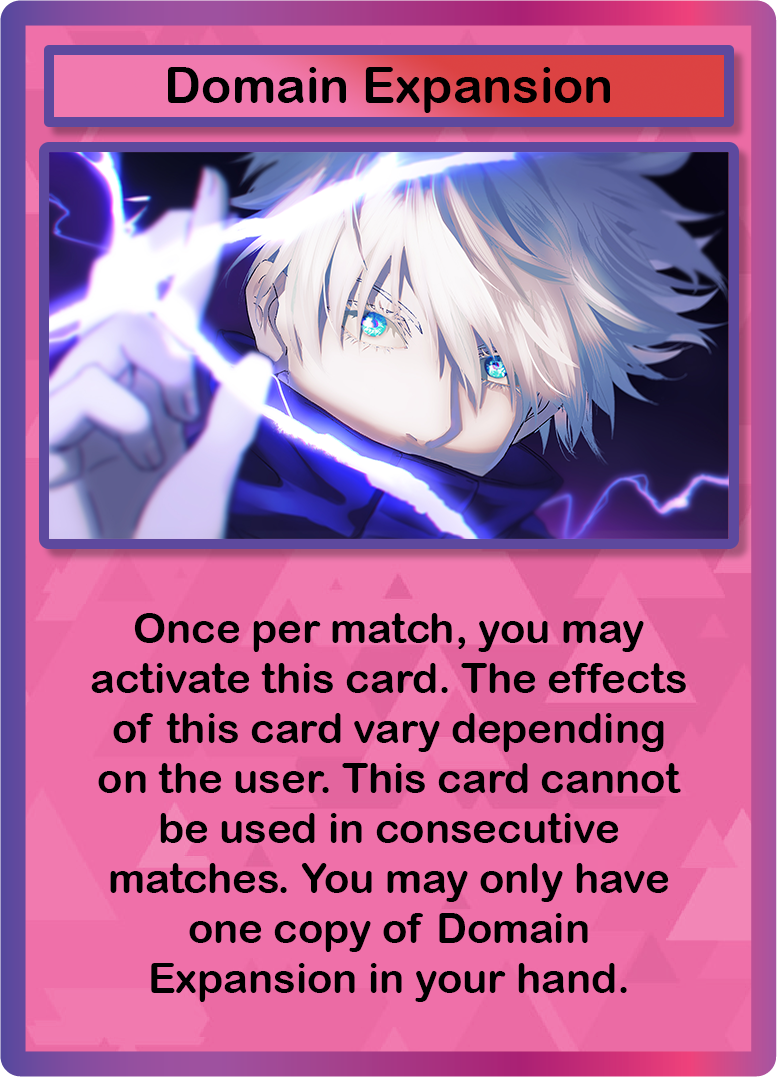 Domain Expansion
Once per match, you may
activate this card. The effects
of this card vary depending
on the user. This card cannot
be used in consecutive
matches. You may only have
one copy of Domain
Expansion in your hand.